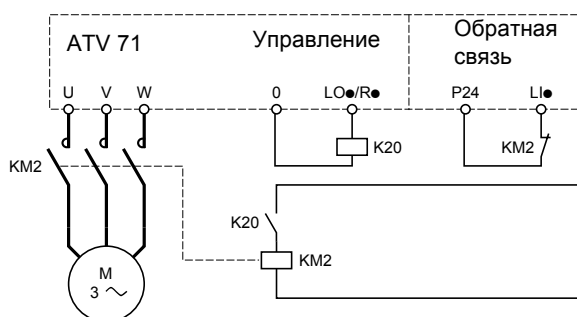 ATV 71
Управление
Обратная
связь
U
V
W
0
LO●/R●
P24
LI●
KM2
K20
KM2
K20
KM2
M
3